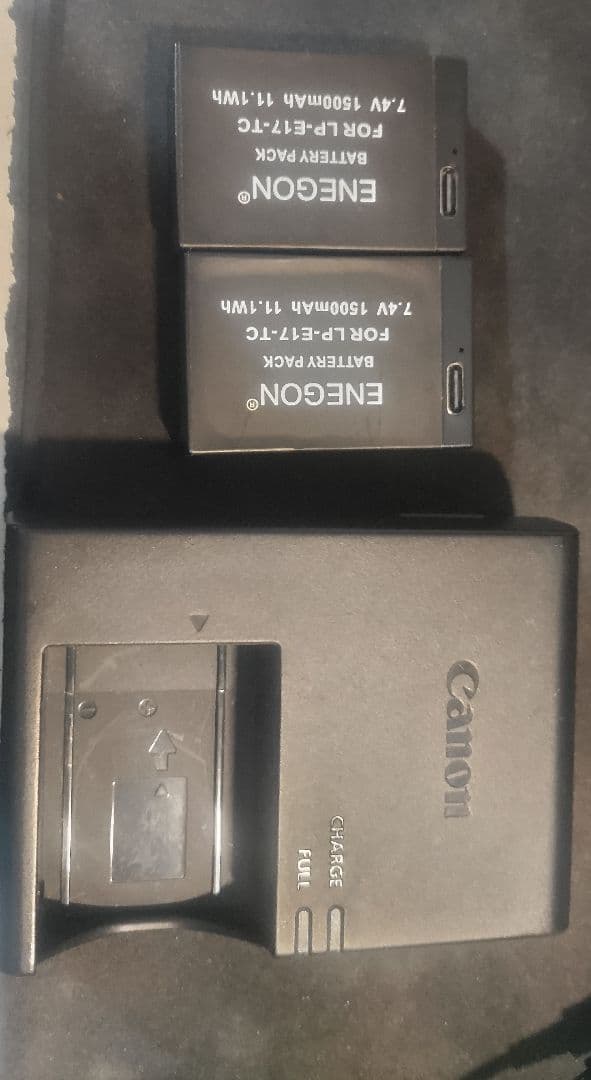 ENEGON®
BATTERY PACK
FOR LP-E17-TC
7.4V 1500mAh 11.1Wh
ENEGON®
BATTERY PACK
FOR LP-E17-TC
7.4V 1500mAh 11.1Wh
Canon
CHARGE
FULL